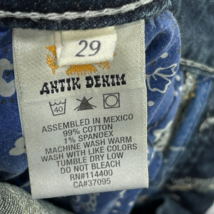 29
ANTIK DENIM
40
ASSEMBLED IN MEXICO
99% COTTON
1% SPANDEX
MACHINE WASH WARM
WASH WITH LIKE COLORS
TUMBLE DRY LOW
DO NOT BLEACH
RN#114400
CA#37095